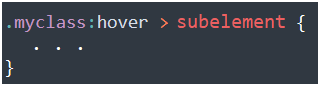 .myclass:hover > subelement {
. . .
}